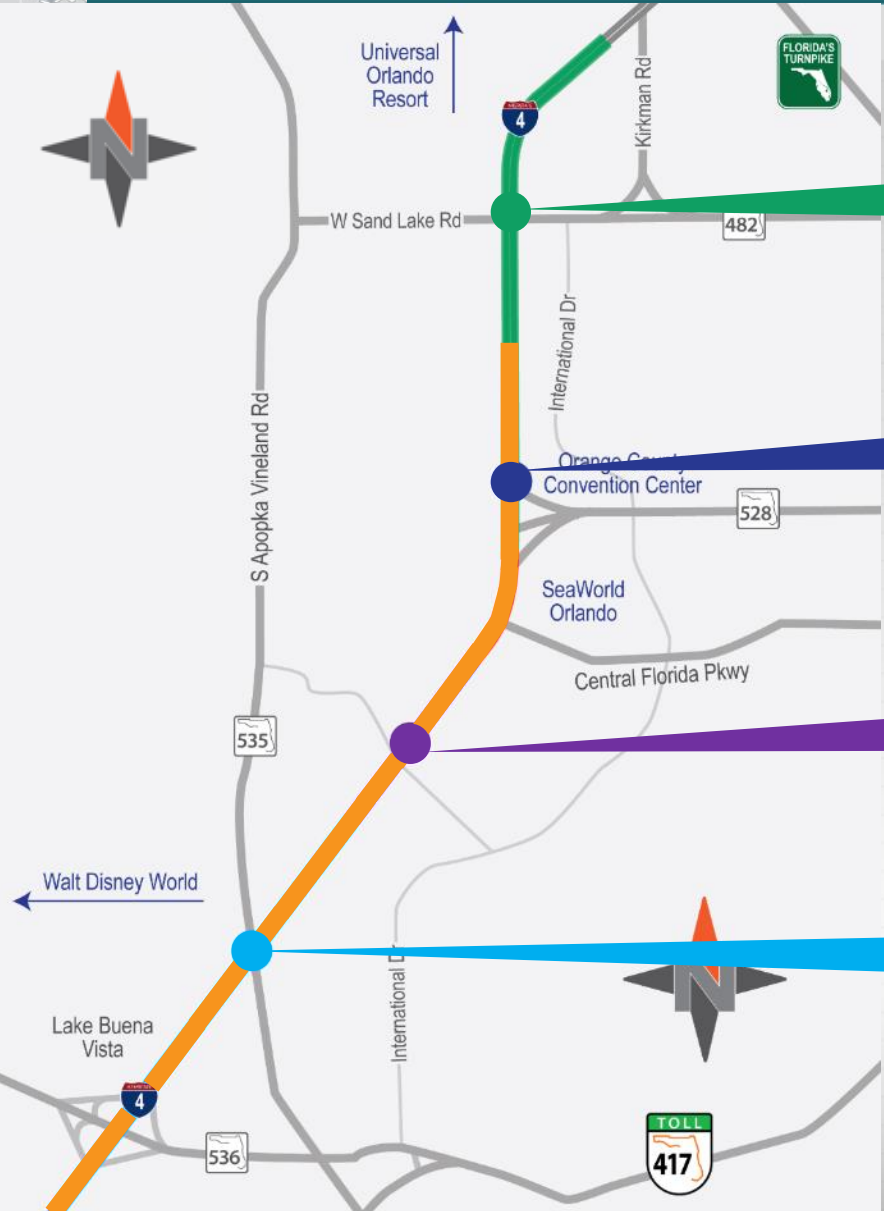 Universal
Orlando
Resort
FLORIDA'S
TURNPIKE
Kirkman Rd
4
N
W Sand Lake Rd
482
International Dr
S Apopka Vineland Rd
Orange County
Convention Center
528
SeaWorld
Orlando
Central Florida Pkwy
535
Walt Disney World
International Dr
N
Lake Buena
Vista
4
TOLL
417
536